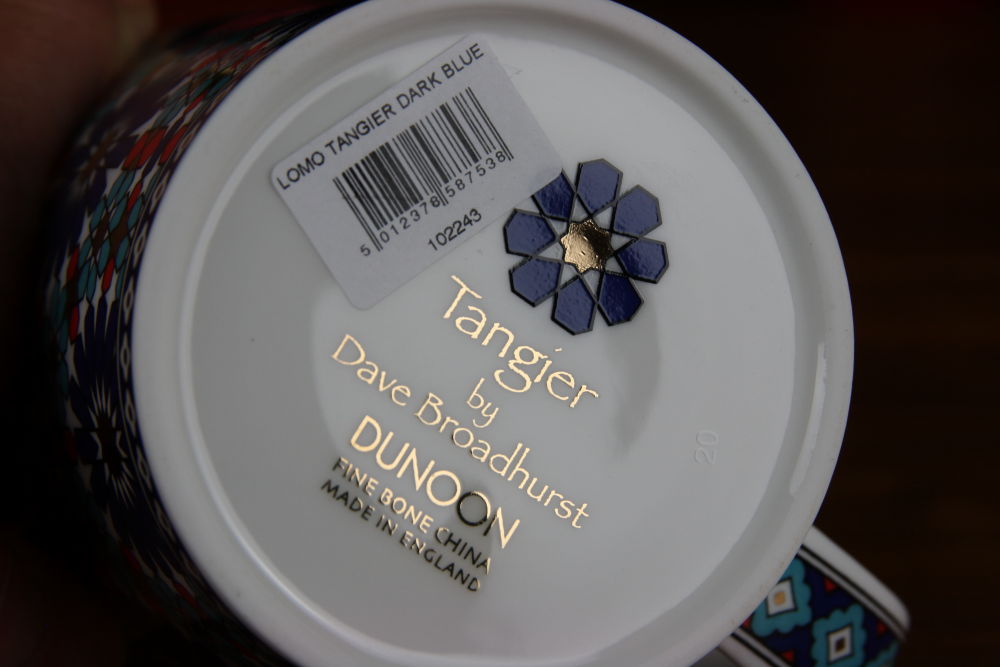 LOMO TANGIER DARK BLUE
5 012378 587538
102243
Tangier
by
Dave Broadhurst
DUNOON
FINE BONE CHINA
MADE IN ENGLAND
20